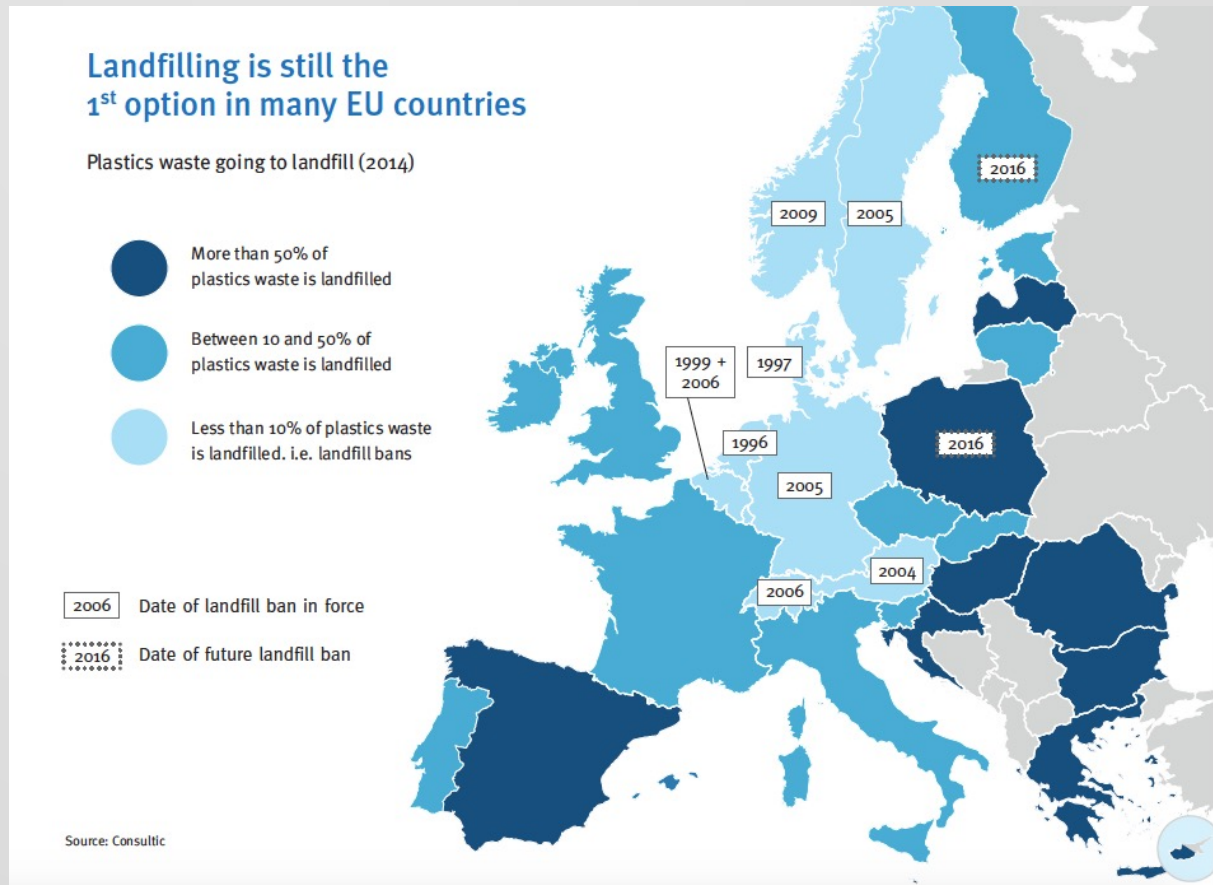 Landfilling is still the
1st option in many EU countries
Plastics waste going to landfill (2014)
More than 50% of
plastics waste is landfilled
Between 10 and 50% of
plastics waste is landfilled
Less than 10% of plastics waste
is landfilled. i.e. landfill bans
2006 Date of landfill ban in force
2016 Date of future landfill ban
Source: Consultic
2016
2009
2005
1999 +
2006
1997
1996
2016
2005
2004
2006